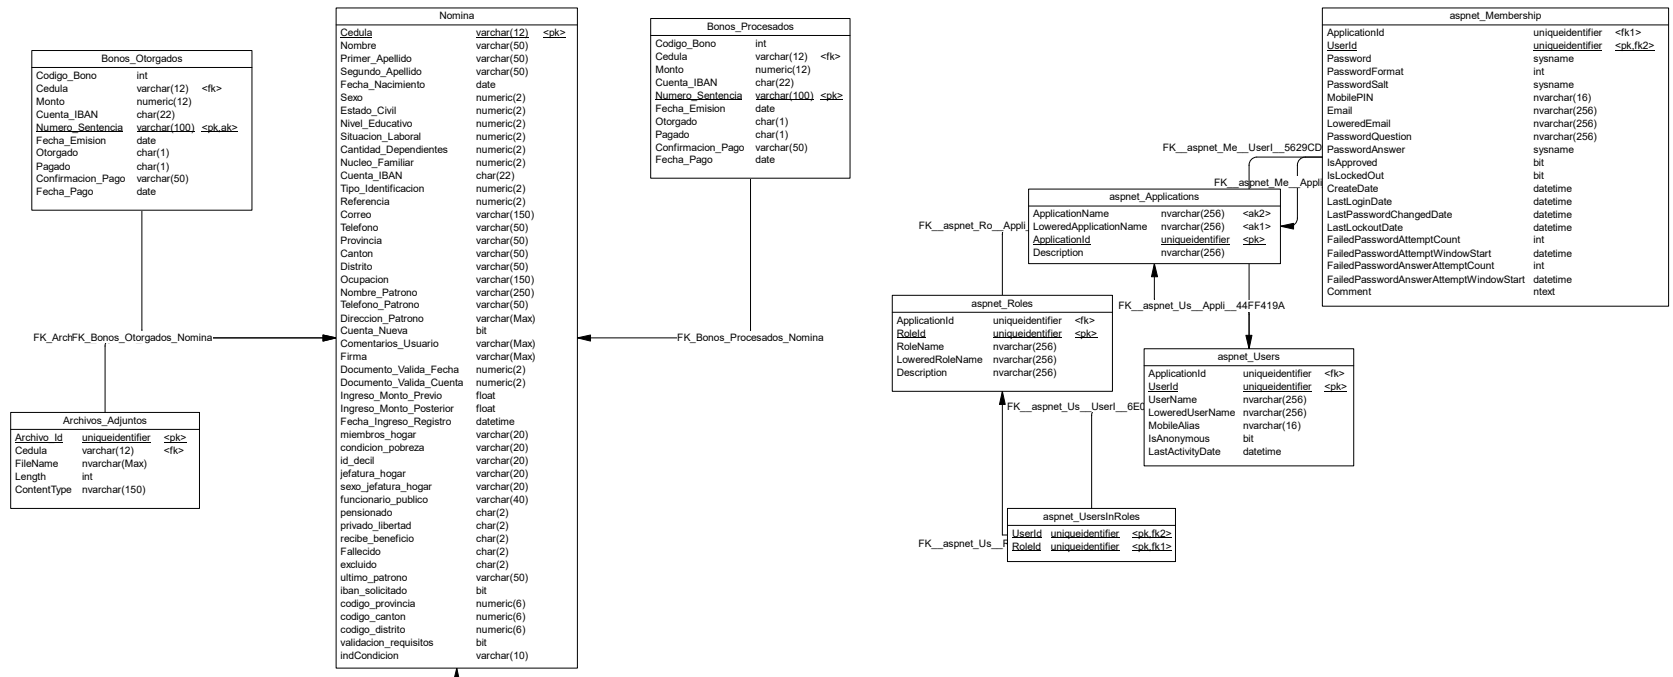 Nomina
Cedula varchar(12) <pk>
Nombre varchar(50)
Primer_Apellido varchar(50)
Segundo_Apellido varchar(50)
Fecha_Nacimiento date
Sexo numeric(2)
Estado_Civil numeric(2)
Nivel_Educativo numeric(2)
Situacion_Laboral numeric(2)
Cantidad_Dependientes numeric(2)
Nucleo_Familiar numeric(2)
Cuenta_IBAN char(22)
Tipo_Identificacion numeric(2)
Referencia numeric(2)
Correo varchar(150)
Telefono varchar(50)
Provincia varchar(50)
Canton varchar(50)
Distrito varchar(50)
Ocupacion varchar(150)
Nombre_Patrono varchar(250)
Telefono_Patrono varchar(50)
Direccion_Patrono varchar(Max)
Cuenta_Nueva bit
Comentarios_Usuario varchar(Max)
Firma varchar(Max)
Documento_Valida_Fecha numeric(2)
Documento_Valida_Cuenta numeric(2)
Ingreso_Monto_Previo float
Ingreso_Monto_Posterior float
Fecha_Ingreso_Registro datetime
miembros_hogar varchar(20)
condicion_pobreza varchar(20)
id_decil varchar(20)
jefatura_hogar varchar(20)
sexo_jefatura_hogar varchar(20)
funcionario_publico varchar(40)
pensionado char(2)
privado_libertad char(2)
recibe_beneficio char(2)
Fallecido char(2)
excluido char(2)
ultimo_patrono varchar(50)
iban_solicitado bit
codigo_provincia numeric(6)
codigo_canton numeric(6)
codigo_distrito numeric(6)
validacion_requisitos bit
indCondicion varchar(10)
Bonos_Otorgados
Codigo_Bono int
Cedula varchar(12) <fk>
Monto numeric(12)
Cuenta_IBAN char(22)
Numero_Sentencia varchar(100) <pk,ak>
Fecha_Emision date
Otorgado char(1)
Pagado char(1)
Confirmacion_Pago varchar(50)
Fecha_Pago date
FK_ArchFK_Bonos_Otorgados_Nomina
Archivos_Adjuntos
Archivo_Id uniqueidentifier <pk>
Cedula varchar(12) <fk>
FileName nvarchar(Max)
Length int
ContentType nvarchar(150)
Bonos_Procesados
Codigo_Bono int
Cedula varchar(12) <fk>
Monto numeric(12)
Cuenta_IBAN char(22)
Numero_Sentencia varchar(100) <pk>
Fecha_Emision date
Otorgado char(1)
Pagado char(1)
Confirmacion_Pago varchar(50)
Fecha_Pago date
FK_Bonos_Procesados_Nomina
aspnet_Membership
ApplicationId uniqueidentifier <fk1>
UserId uniqueidentifier <pk,fk2>
Password sysname
PasswordFormat int
PasswordSalt sysname
MobilePIN nvarchar(16)
Email nvarchar(256)
LoweredEmail nvarchar(256)
PasswordQuestion nvarchar(256)
PasswordAnswer sysname
IsApproved bit
IsLockedOut bit
CreateDate datetime
LastLoginDate datetime
LastPasswordChangedDate datetime
LastLockoutDate datetime
FailedPasswordAttemptCount int
FailedPasswordAttemptWindowStart datetime
FailedPasswordAnswerAttemptCount int
FailedPasswordAnswerAttemptWindowStart datetime
Comment ntext
FK__aspnet_Me__UserI__5629CD
FK__aspnet_Me__Appli
aspnet_Applications
ApplicationName nvarchar(256) <ak2>
LoweredApplicationName nvarchar(256) <ak1>
ApplicationId uniqueidentifier <pk>
Description nvarchar(256)
FK__aspnet_Ro__Appli_
FK__aspnet_Us__Appli__44FF419A
aspnet_Roles
ApplicationId uniqueidentifier <fk>
RoleId uniqueidentifier <pk>
RoleName nvarchar(256)
LoweredRoleName nvarchar(256)
Description nvarchar(256)
aspnet_Users
ApplicationId uniqueidentifier <fk>
UserId uniqueidentifier <pk>
UserName nvarchar(256)
LoweredUserName nvarchar(256)
MobileAlias nvarchar(16)
IsAnonymous bit
LastActivityDate datetime
FK__aspnet_Us__UserI__6E0
aspnet_UsersInRoles
UserId uniqueidentifier <pk,fk2>
RoleId uniqueidentifier <pk,fk1>
FK__aspnet_Us__F